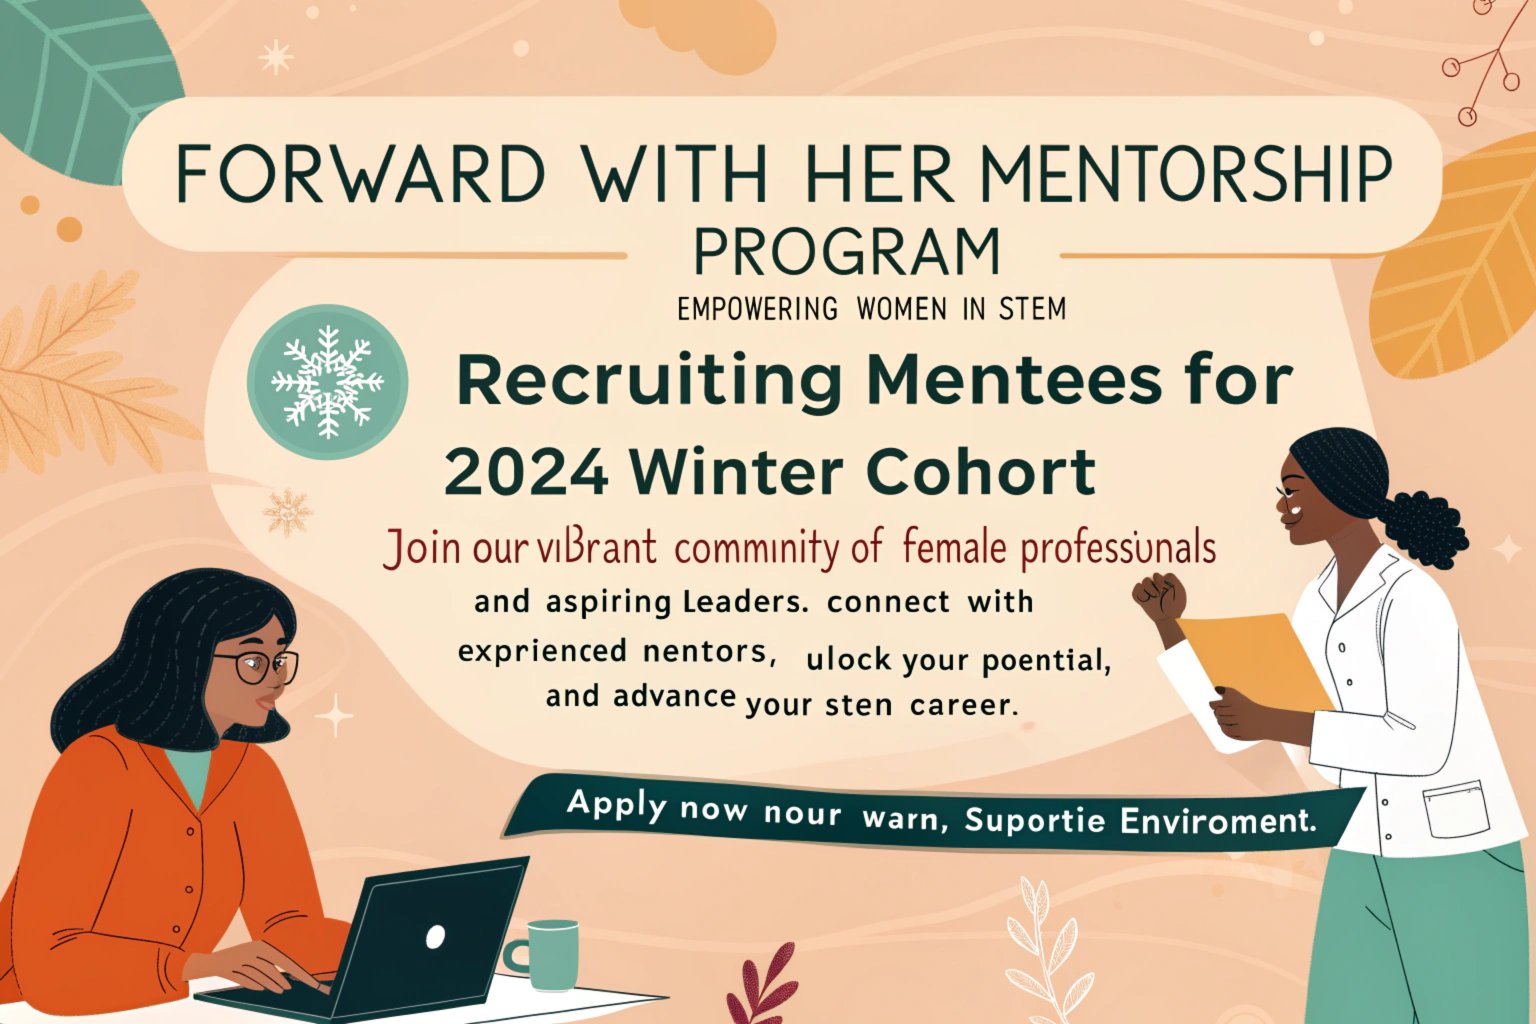 FORWARD WITH HER MENTORSHIP
PROGRAM
EMPOWERING WOMEN IN STEM
Recruiting Mentees for
2024 Winter Cohort
Join our viBrant commınity of female professúnals
and aspiring Leaders. connect with
exprienced nentors, ulock your poential,
and advance your sten career.
Apply now nour warn, Suportie Enviroment.